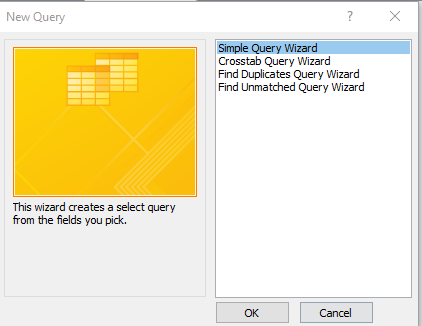 New Query
?
This wizard creates a select query
from the fields you pick.
Simple Query Wizard
Crosstab Query Wizard
Find Duplicates Query Wizard
Find Unmatched Query Wizard
OK
Cancel